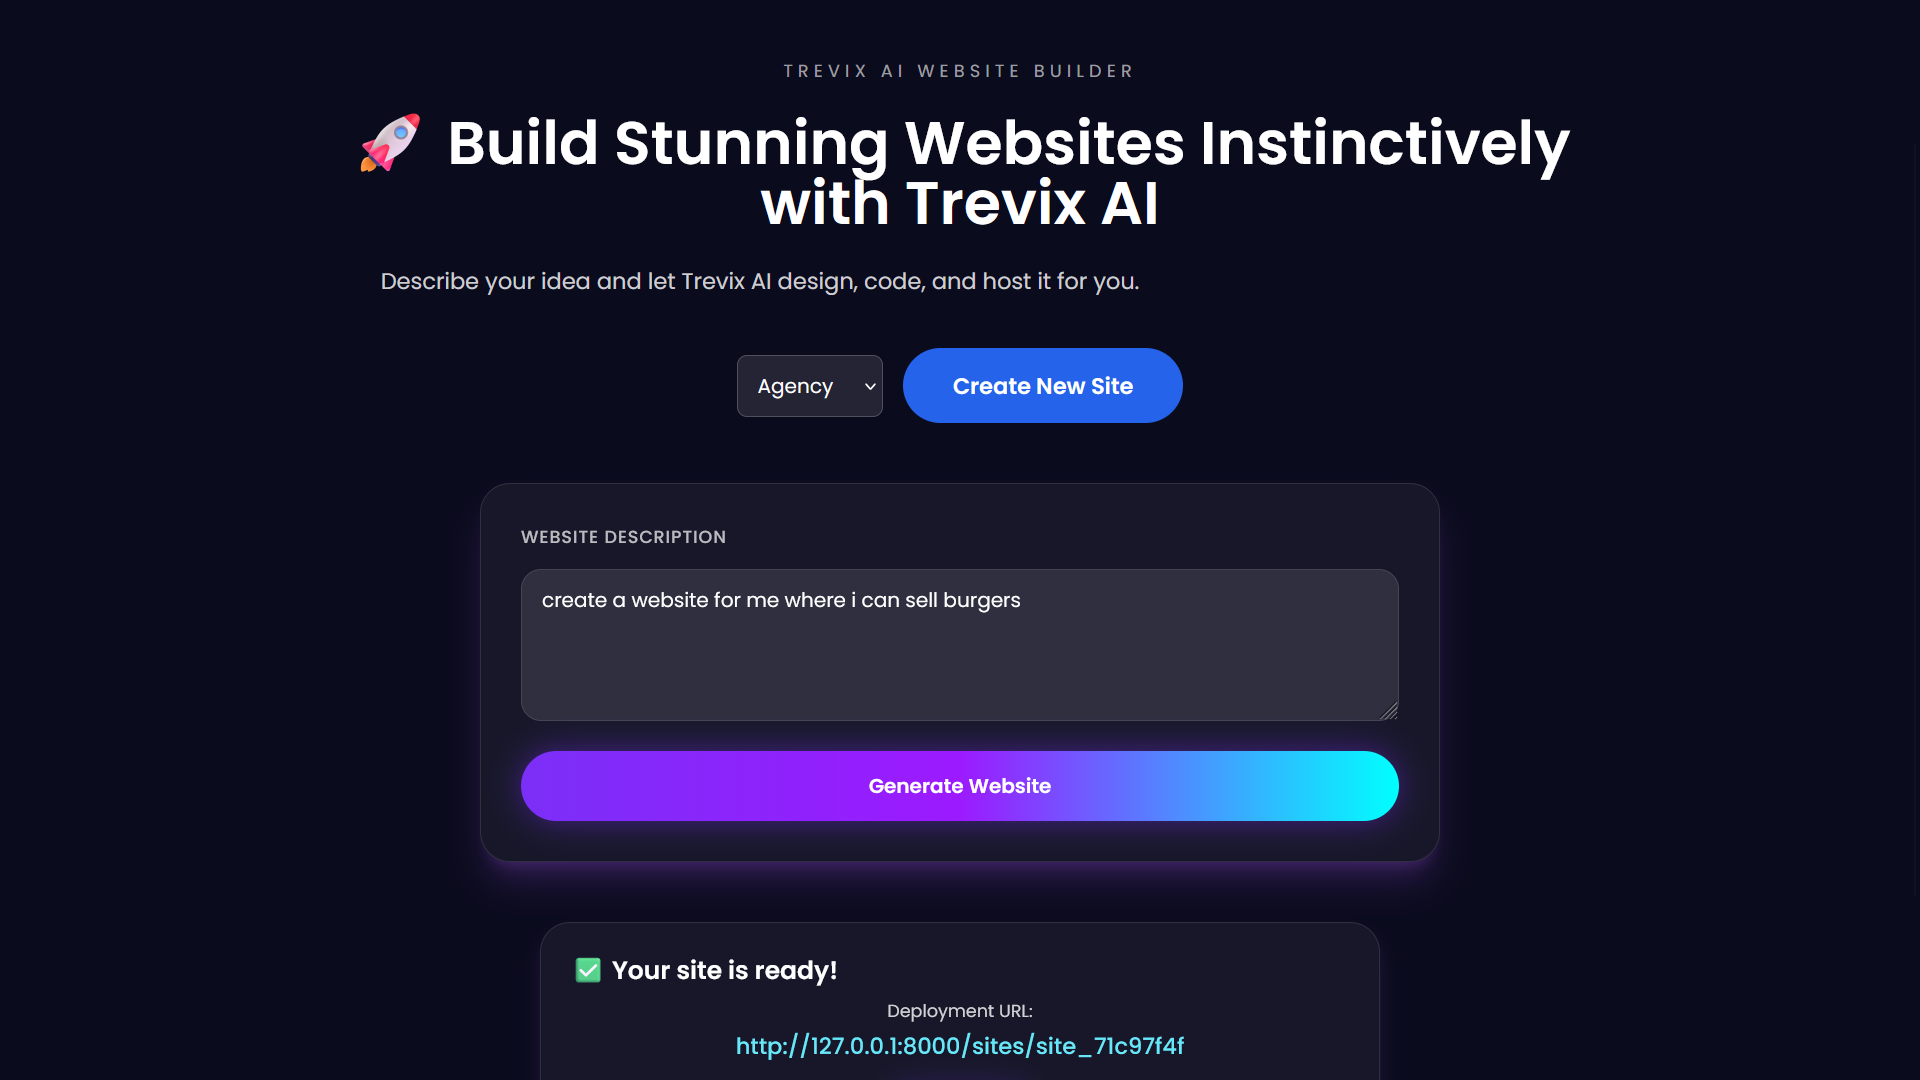 TREVIX AI WEBSITE BUILDER
🚀 Build Stunning Websites Instinctively
with Trevix AI
Describe your idea and let Trevix AI design, code, and host it for you.
Agency
Create New Site
WEBSITE DESCRIPTION
create a website for me where i can sell burgers
Generate Website
✅ Your site is ready!
Deployment URL:
http://127.0.0.1:8000/sites/site_71c97f4f